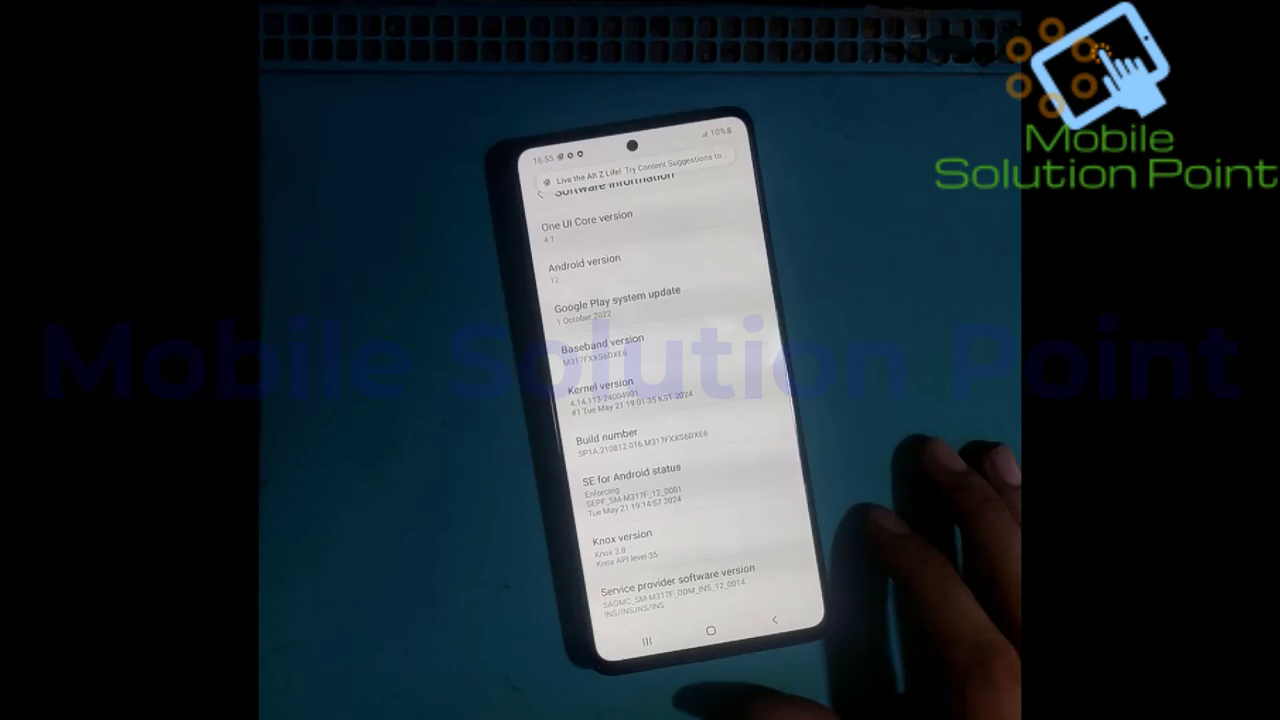 Mobile
Solution Point
16:55
10%
Live the Alt Z Life! Try Content Suggestions to..
Software information
One UI Core version
4.1
Android version
12
Google Play system update
1 October 2022
Baseband version
M317FXXS6DXE6
Kernel version
4.14.113-24004901
#1 Tue May 21 19:01:35 KST 2024
Build number
SP1A.210812.016.M317FXXS6DXE6
SE for Android status
Enforcing
SEPF_SM-M317F_12_0001
Tue May 21 19:14:57 2024
Knox version
Knox 3.8
Knox API level 35
Service provider software version
SAOMC_SM-M317F_ODM_INS_12_0014
INS/INS,INS/INS
Mobile Solution Point